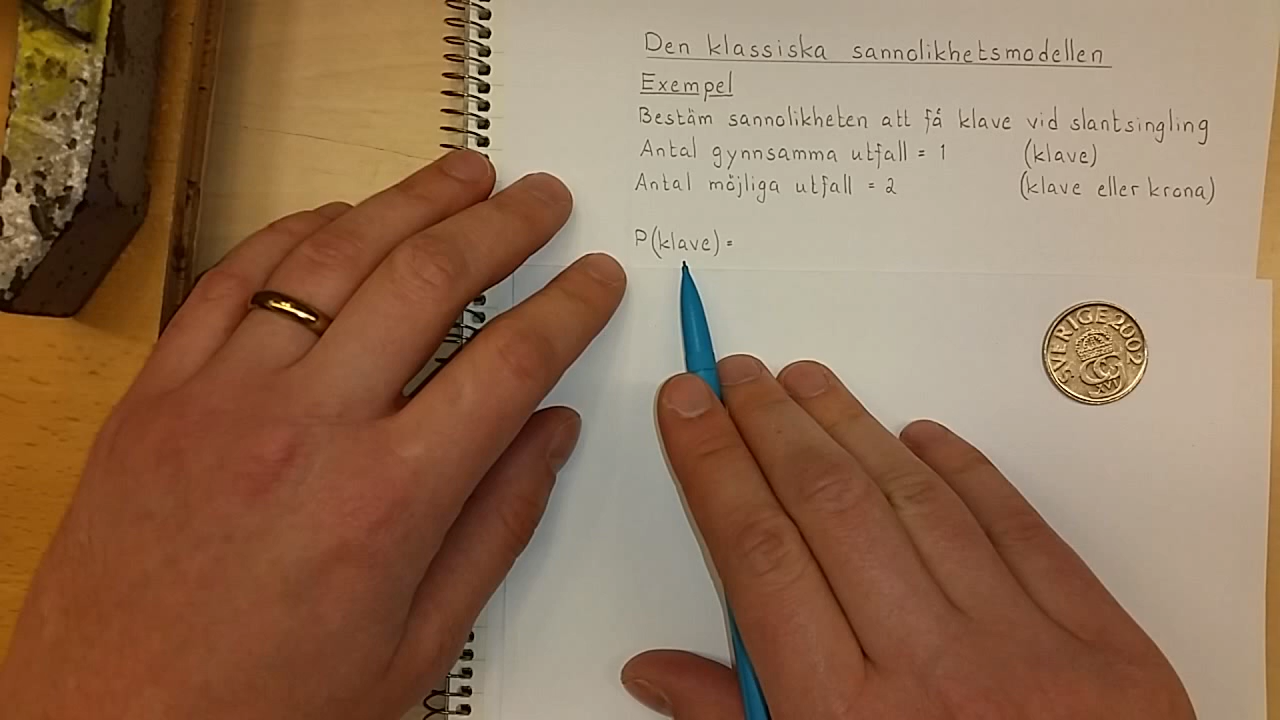 Den klassiska sannolikhetsmodellen
Exempel
Bestäm sannolikheten att få klave vid slantsingling
Antal gynnsamma utfall = 1 (klave)
Antal möjliga utfall = 2 (klave eller krona)
P(klave) =
SVERIGE 2002
XVI